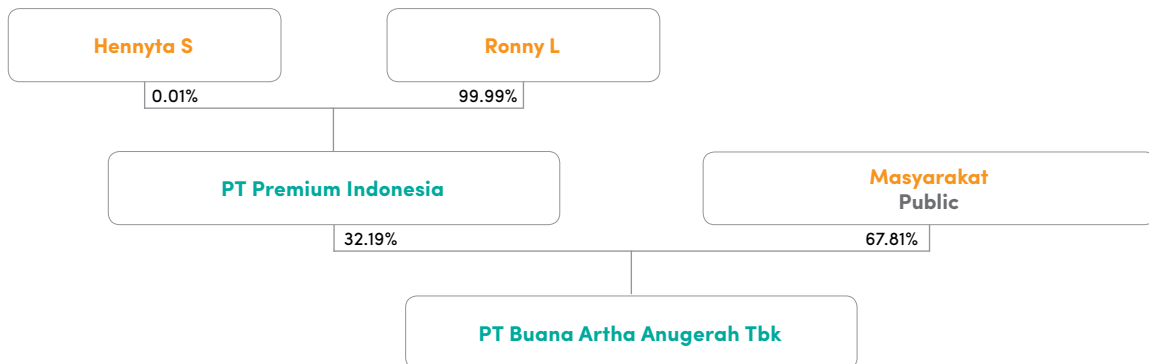 Hennyta S
Ronny L
0.01%
99.99%
PT Premium Indonesia
Masyarakat
Public
32.19%
67.81%
PT Buana Artha Anugerah Tbk